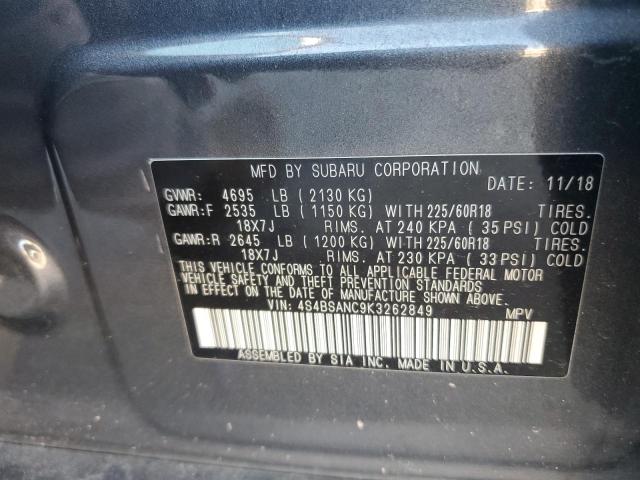 MFD BY SUBARU CORPORATION
GVWR: 4695 LB (2130 KG) DATE: 11/18
GAWR:F 2535 LB (1150 KG) WITH 225/60R18 TIRES.
18X7J RIMS. AT 240 KPA (35 PSI) COLD
GAWR:R 2645 LB (1200 KG) WITH 225/60R18 TIRES.
18X7J RIMS. AT 230 KPA (33 PSI) COLD
THIS VEHICLE CONFORMS TO ALL APPLICABLE FEDERAL MOTOR
VEHICLE SAFETY AND THEFT PREVENTION STANDARDS
IN EFFECT ON THE DATE OF MANUFACTURE SHOWN ABOVE.
VIN: 4S4BSANC9K3262849 MPV
ASSEMBLED BY SIA INC. MADE IN U.S.A.